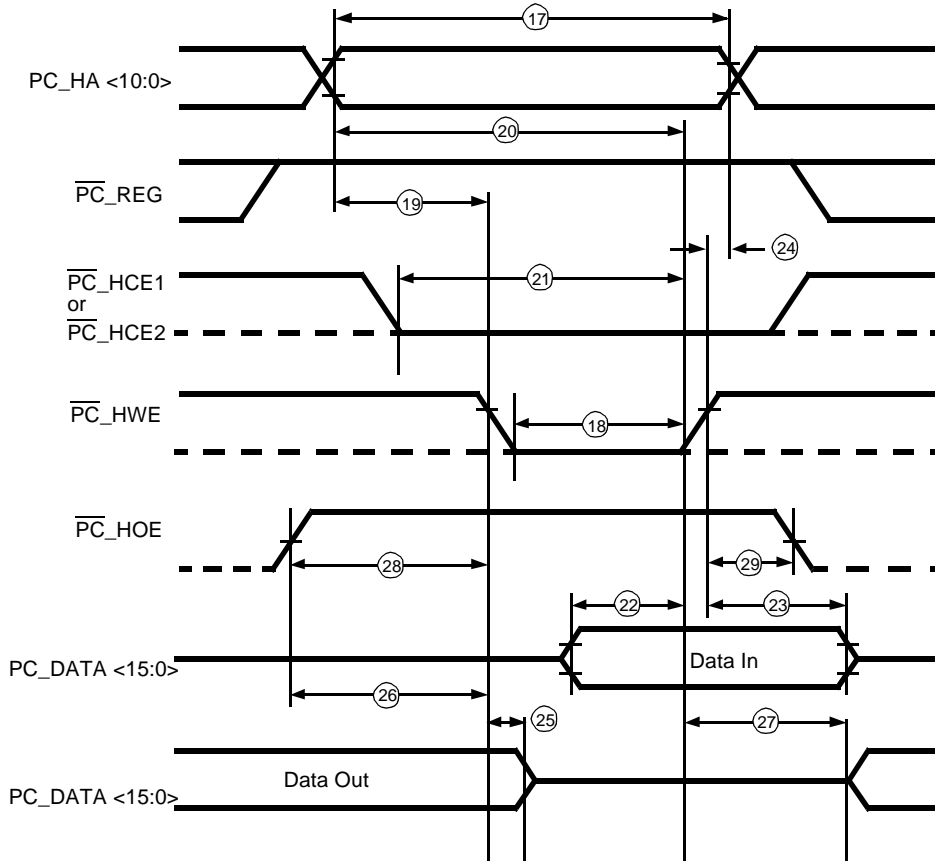 17
PC_HA <10:0>
20
PC_REG
19
24
PC_HCE1
or
PC_HCE2
21
PC_HWE
18
PC_HOE
28
29
22
23
PC_DATA <15:0>
Data In
26
25
27
Data Out
PC_DATA <15:0>